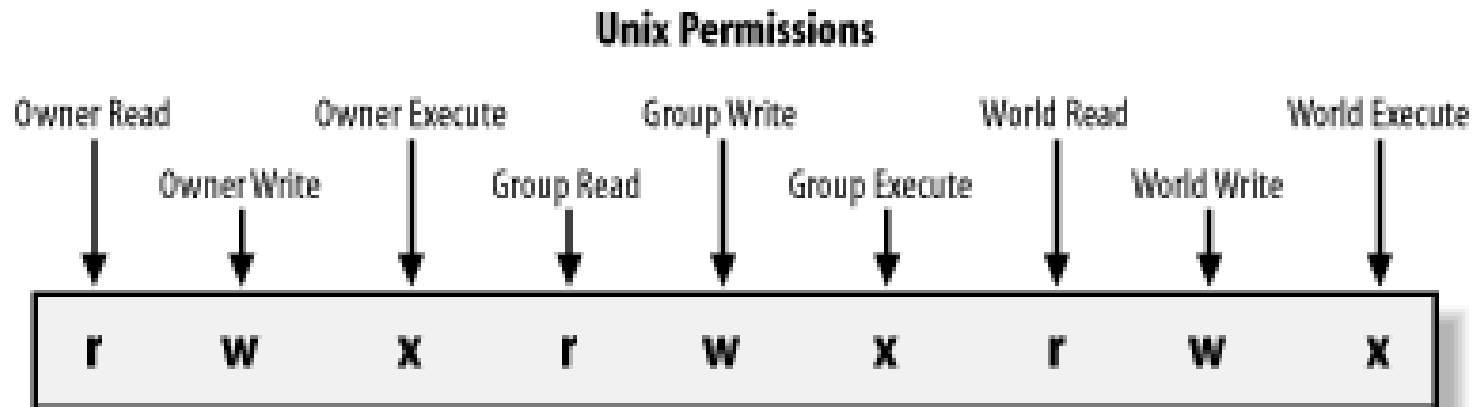 Unix Permissions
Owner Read Owner Execute Group Write World Read World Execute
Owner Write Group Read Group Execute World Write
r w x r w x r w x